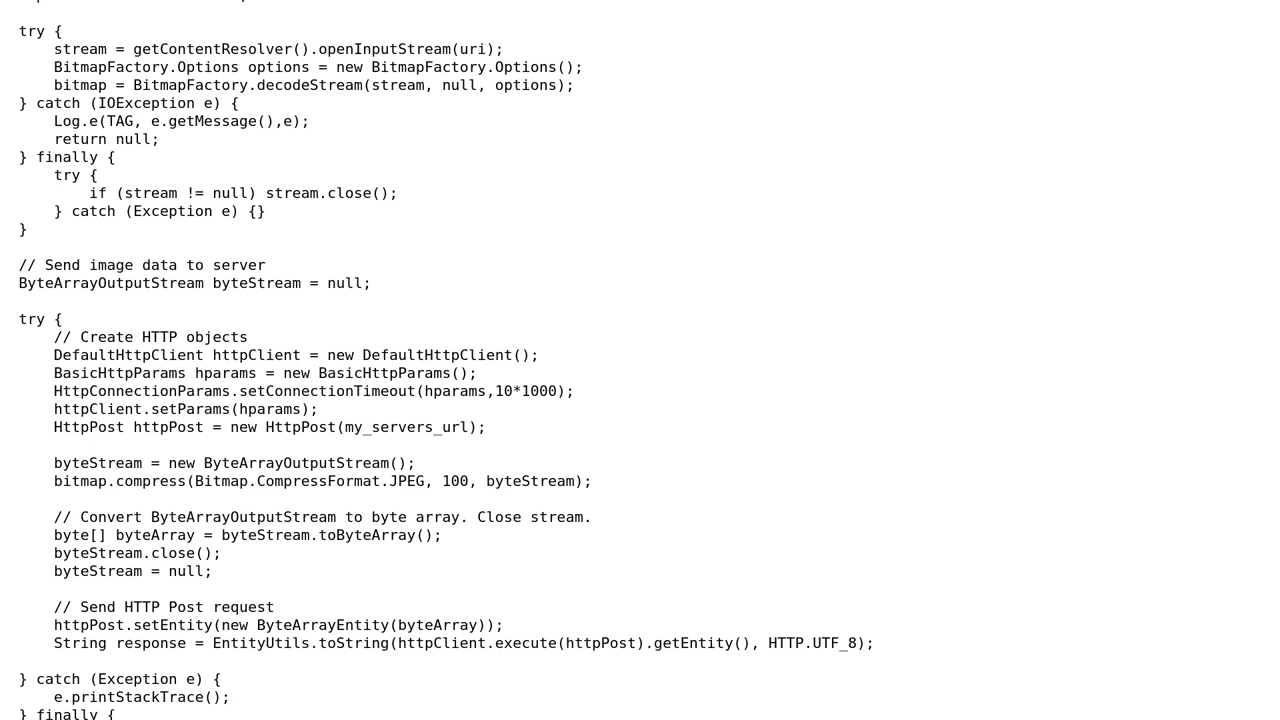 try {
    stream = getContentResolver().openInputStream(uri);
    BitmapFactory.Options options = new BitmapFactory.Options();
    bitmap = BitmapFactory.decodeStream(stream, null, options);
} catch (IOException e) {
    Log.e(TAG, e.getMessage(),e);
    return null;
} finally {
    try {
        if (stream != null) stream.close();
    } catch (Exception e) {}
}

// Send image data to server
ByteArrayOutputStream byteStream = null;

try {
    // Create HTTP objects
    DefaultHttpClient httpClient = new DefaultHttpClient();
    BasicHttpParams hparams = new BasicHttpParams();
    HttpConnectionParams.setConnectionTimeout(hparams,10*1000);
    httpClient.setParams(hparams);
    HttpPost httpPost = new HttpPost(my_servers_url);

    byteStream = new ByteArrayOutputStream();
    bitmap.compress(Bitmap.CompressFormat.JPEG, 100, byteStream);

    // Convert ByteArrayOutputStream to byte array. Close stream.
    byte[] byteArray = byteStream.toByteArray();
    byteStream.close();
    byteStream = null;

    // Send HTTP Post request
    httpPost.setEntity(new ByteArrayEntity(byteArray));
    String response = EntityUtils.toString(httpClient.execute(httpPost).getEntity(), HTTP.UTF_8);

} catch (Exception e) {
    e.printStackTrace();
} finally {